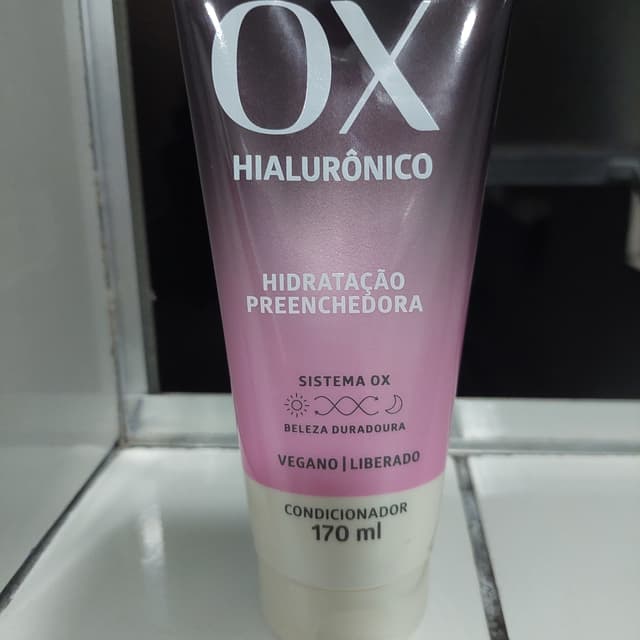 OX
HIALURÔNICO
HIDRATAÇÃO
PREENCHEDORA
SISTEMA OX
BELEZA DURADOURA
VEGANO | LIBERADO
CONDICIONADOR
170 ml